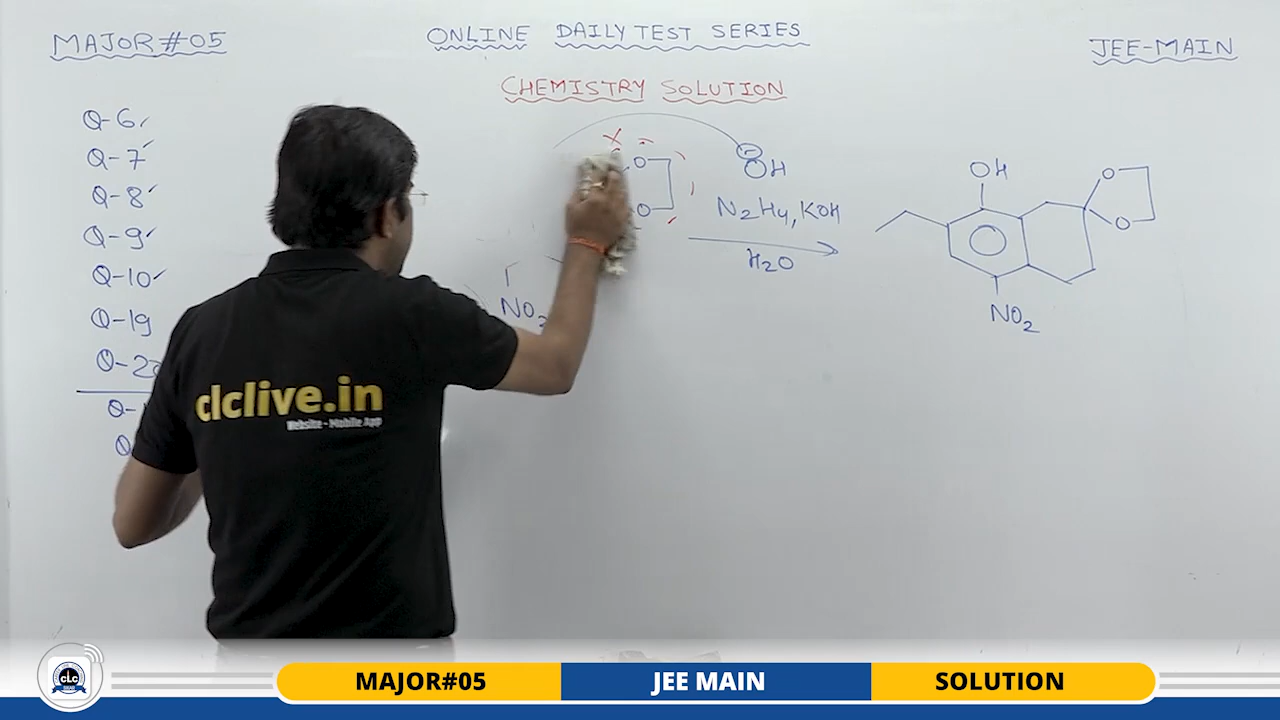 MAJOR#05
ONLINE DAILY TEST SERIES
JEE-MAIN
CHEMISTRY SOLUTION
Q-6✓
Q-7✓
Q-8✓
Q-9✓
Q-10✓
Q-19
O
O
NO2
OH
N2H4, KOH
H2O
OH
O
O
NO2
clclive.in
Website - Mobile App
CLC
MAJOR#05
JEE MAIN
SOLUTION